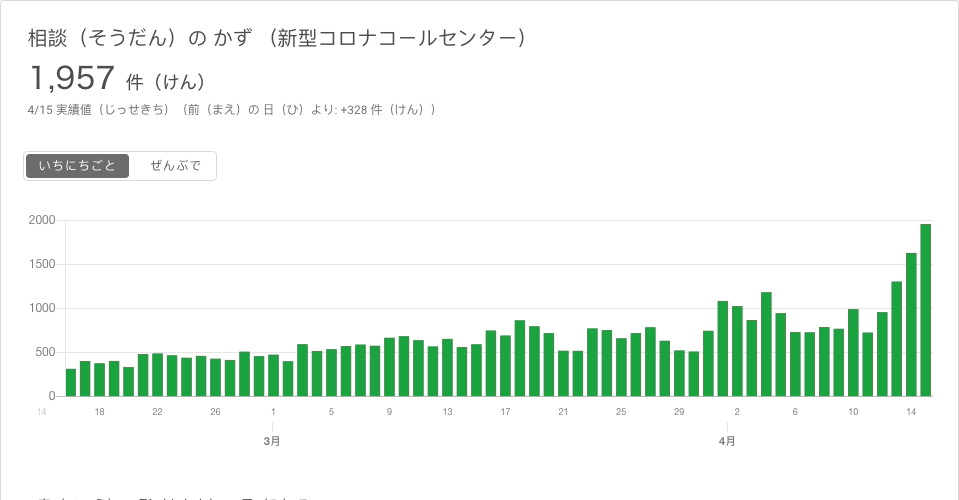 相談（そうだん）の かず （新型コロナコールセンター）
1,957 件（けん）
4/15 実績値（じっせきち）（前（まえ）の 日（ひ）より: +328 件（けん））
いちにちごと ぜんぶで
2000
1500
1000
500
0
14 18 22 26 1 5 9 13 17 21 25 29 2 6 10 14
3月 4月